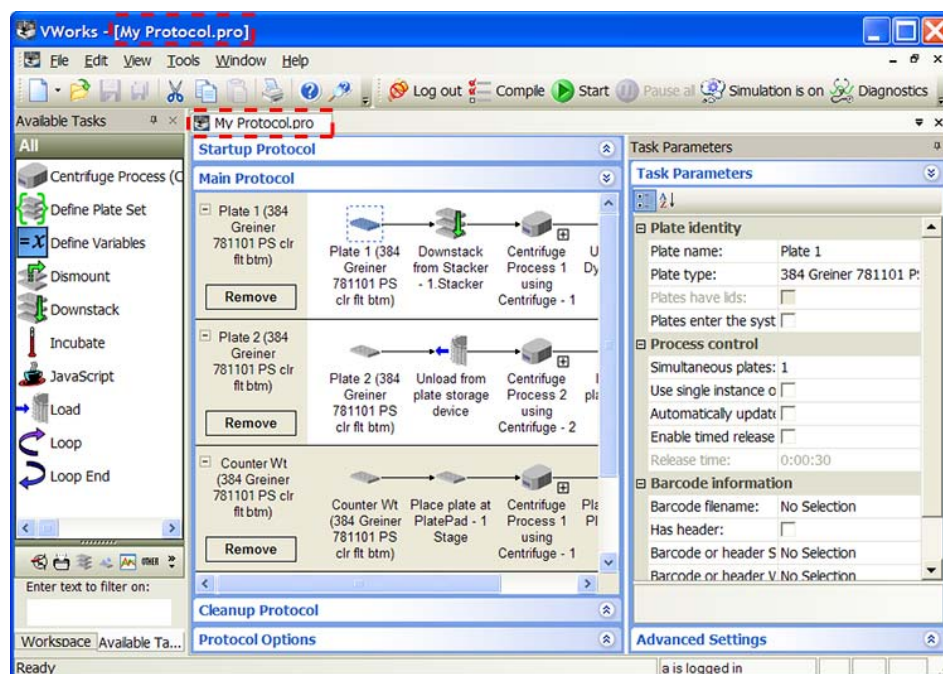 VWorks - [My Protocol.pro]
File Edit View Tools Window Help
Log out Compile Start Pause all Simulation is on Diagnostics
Available Tasks
My Protocol.pro
All
Centrifuge Process (C
Define Plate Set
=x Define Variables
Dismount
Downstack
Incubate
JavaScript
Load
Loop
Loop End
OTHER
Enter text to filter on:
Workspace Available Ta...
Startup Protocol
Main Protocol
Plate 1 (384
Greiner
781101 PS clr
flt btm)
Remove
Plate 1 (384
Greiner
781101 PS
clr flt btm)
Downstack
from Stacker
- 1.Stacker
Centrifuge
Process 1
using
Centrifuge - 1
U
Dy
Plate 2 (384
Greiner
781101 PS clr
flt btm)
Remove
Plate 2 (384
Greiner
781101 PS
clr flt btm)
Unload from
plate storage
device
Centrifuge
Process 2
using
Centrifuge - 2
Counter Wt
(384 Greiner
781101 PS clr
flt btm)
Remove
Counter Wt
(384 Greiner
781101 PS
clr flt btm)
Place plate at
PlatePad - 1
Stage
Centrifuge
Process 1
using
Centrifuge - 1
Pla
Pl
Cleanup Protocol
Protocol Options
Task Parameters
Task Parameters
Plate identity
Plate name: Plate 1
Plate type: 384 Greiner 781101 P
Plates have lids:
Plates enter the syst
Process control
Simultaneous plates: 1
Use single instance o
Automatically update
Enable timed release
Release time: 0:00:30
Barcode information
Barcode filename: No Selection
Has header:
Barcode or header S No Selection
Barcode or header V No Selection
Advanced Settings
Ready
a is logged in